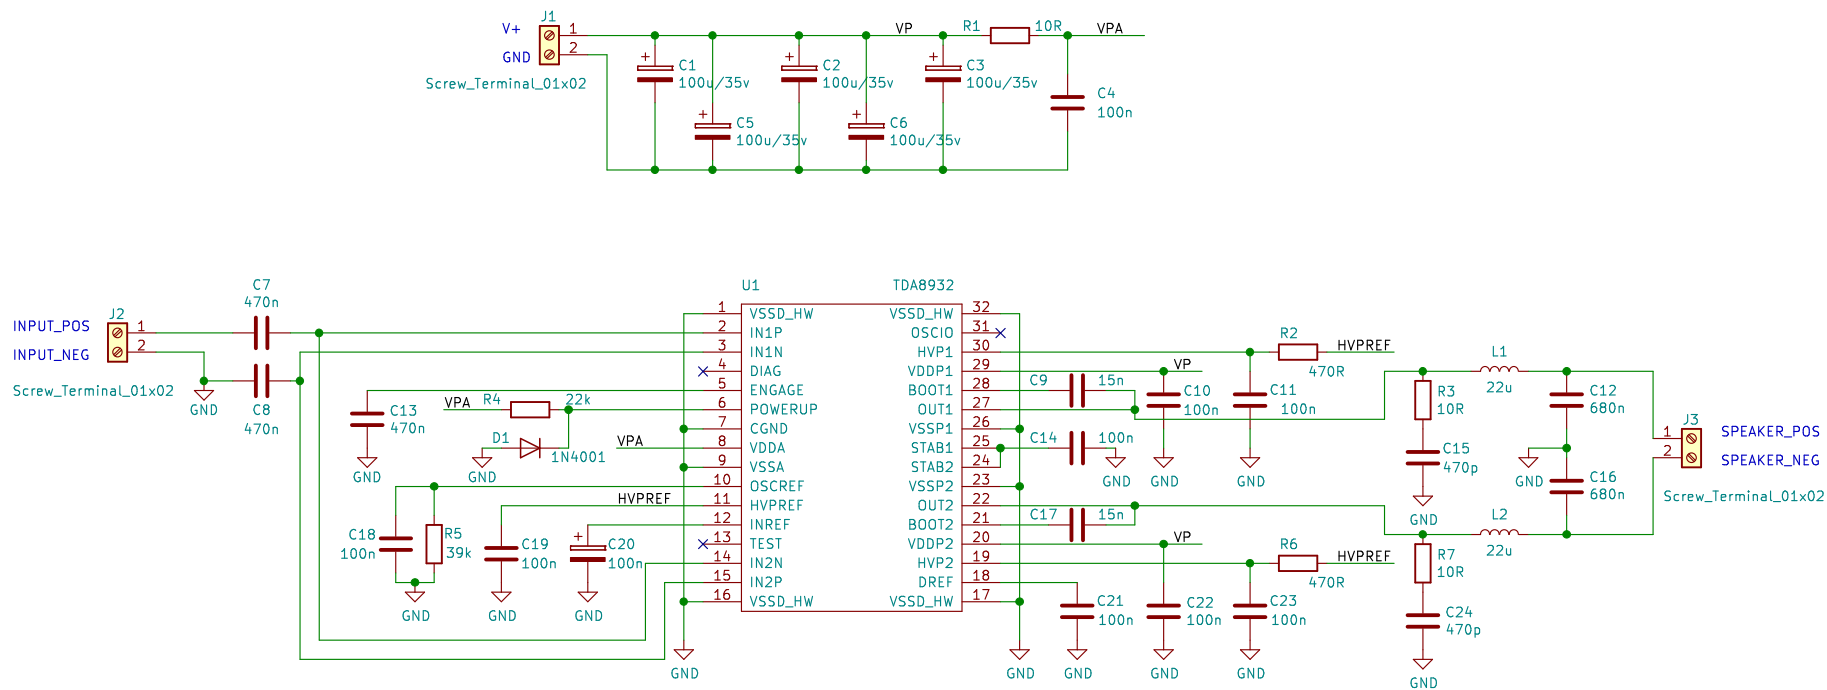 J1
V+
1
GND
2
Screw_Terminal_01x02
VP
R1
10R
VPA
+
C1
100u/35v
+
C2
100u/35v
+
C3
100u/35v
C4
100n
+
C5
100u/35v
+
C6
100u/35v
C7
470n
J2
INPUT_POS
1
INPUT_NEG
2
Screw_Terminal_01x02
GND
C8
470n
U1
TDA8932
1 VSSD_HW
2 IN1P
3 IN1N
4 DIAG
5 ENGAGE
6 POWERUP
7 CGND
8 VDDA
9 VSSA
10 OSCREF
11 HVPREF
12 INREF
13 TEST
14 IN2N
15 IN2P
16 VSSD_HW
VSSD_HW 32
OSCIO 31
HVP1 30
VDDP1 29
BOOT1 28
OUT1 27
VSSP1 26
STAB1 25
STAB2 24
VSSP2 23
OUT2 22
BOOT2 21
VDDP2 20
HVP2 19
DREF 18
VSSD_HW 17
C13
470n
GND
VPA
R4
22k
D1
1N4001
GND
VPA
HVPREF
C18
100n
R5
39k
GND
C19
100n
GND
+
C20
100n
GND
GND
GND
R2
470R
HVPREF
VP
C9
15n
C10
100n
GND
C11
100n
GND
C14
100n
GND
C17
15n
VP
R6
470R
HVPREF
C21
100n
GND
C22
100n
GND
C23
100n
GND
R3
10R
C15
470p
GND
L1
22u
C12
680n
GND
C16
680n
L2
22u
R7
10R
C24
470p
GND
J3
1
SPEAKER_POS
2
SPEAKER_NEG
Screw_Terminal_01x02